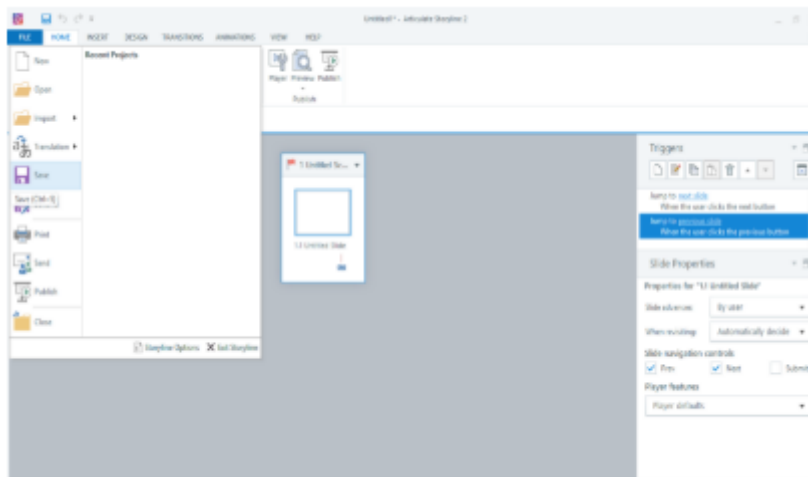 Untitled* - Articulate Storyline 2
FILE HOME INSERT DESIGN TRANSITIONS ANIMATIONS VIEW HELP
New
Recent Projects
Open
Import
Translation
Save
Save (Ctrl+S)
Print
Send
Publish
Close
Storyline Options Exit Storyline
Player Preview Publish
Publish
1 Untitled Sc...
1.1 Untitled Slide
Triggers
Jump to next slide
When the user clicks the next button
Jump to previous slide
When the user clicks the previous button
Slide Properties
Properties for "1.1 Untitled Slide"
Slide advances: By user
When revisiting: Automatically decide
Slide navigation controls
Prev Next Submit
Player features
Player defaults